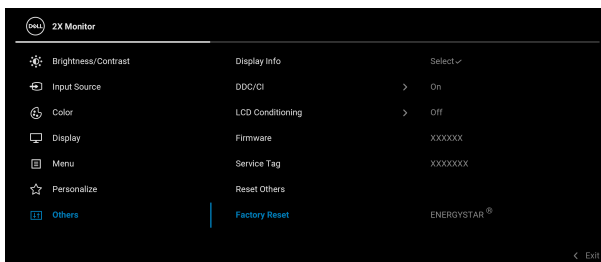 DELL 2X Monitor
Brightness/Contrast Display Info Select✓
Input Source DDC/CI > On
Color LCD Conditioning > Off
Display Firmware XXXXXX
Menu Service Tag XXXXXXX
Personalize Reset Others
Others Factory Reset ENERGYSTAR ®
< Exit